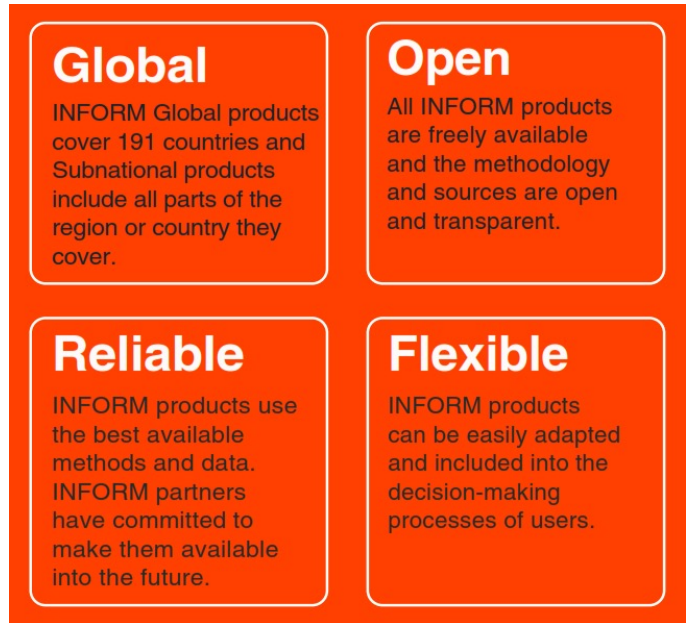 Global
INFORM Global products
cover 191 countries and
Subnational products
include all parts of the
region or country they
cover.
Open
All INFORM products
are freely available
and the methodology
and sources are open
and transparent.
Reliable
INFORM products use
the best available
methods and data.
INFORM partners
have committed to
make them available
into the future.
Flexible
INFORM products
can be easily adapted
and included into the
decision-making
processes of users.